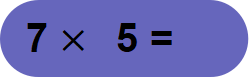 7 × 5 =